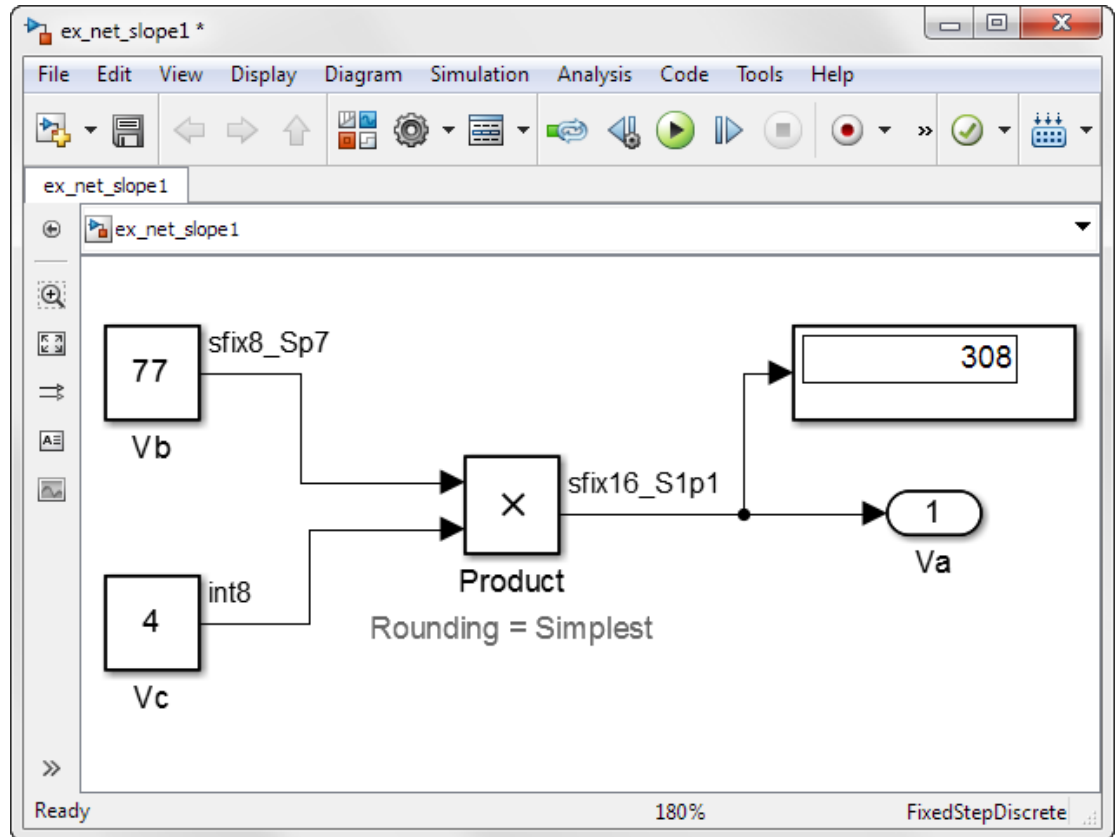 ex_net_slope1 *
File Edit View Display Diagram Simulation Analysis Code Tools Help
»
ex_net_slope1
ex_net_slope1
A
77
sfix8_Sp7
Vb
308
×
sfix16_S1p1
Product
1
Va
4
int8
Rounding = Simplest
Vc
»
Ready 180% FixedStepDiscrete